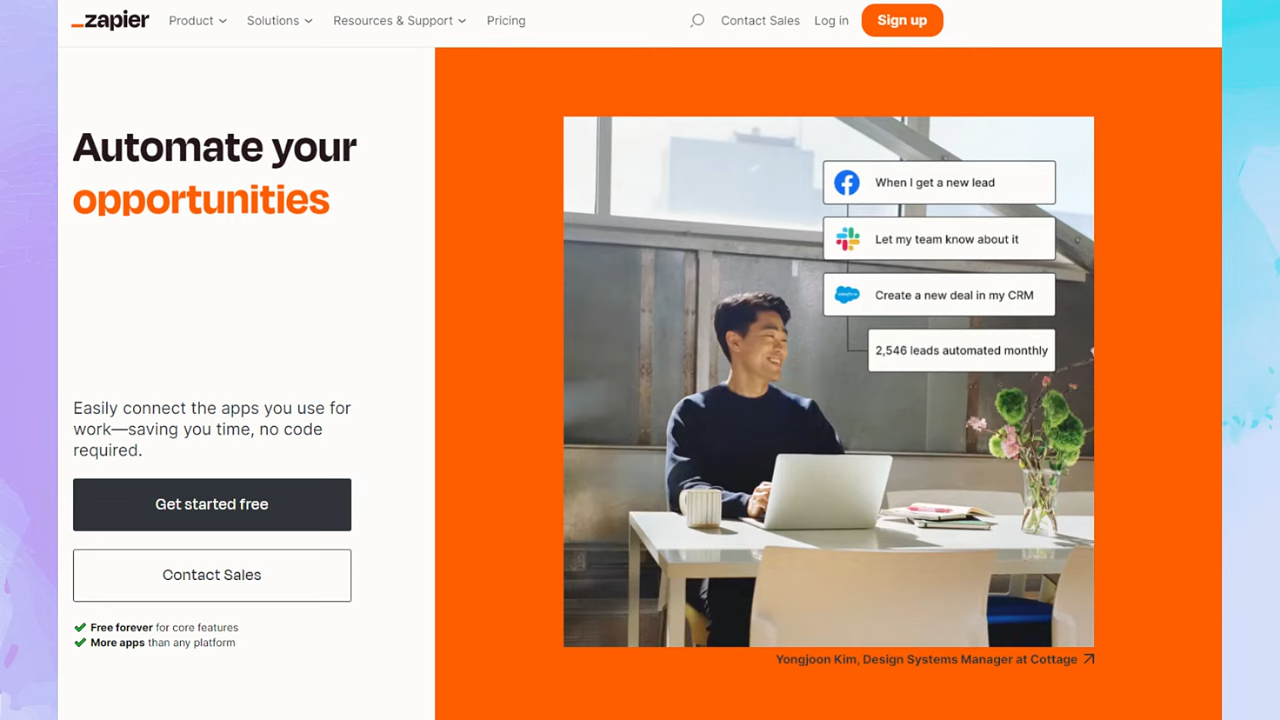 zapier
Product
Solutions
Resources & Support
Pricing
Contact Sales
Log in
Sign up
Automate your
opportunities
Easily connect the apps you use for
work—saving you time, no code
required.
Get started free
Contact Sales
Free forever for core features
More apps than any platform
When I get a new lead
Let my team know about it
salesforce
Create a new deal in my CRM
2,546 leads automated monthly
Yongjoon Kim, Design Systems Manager at Cottage